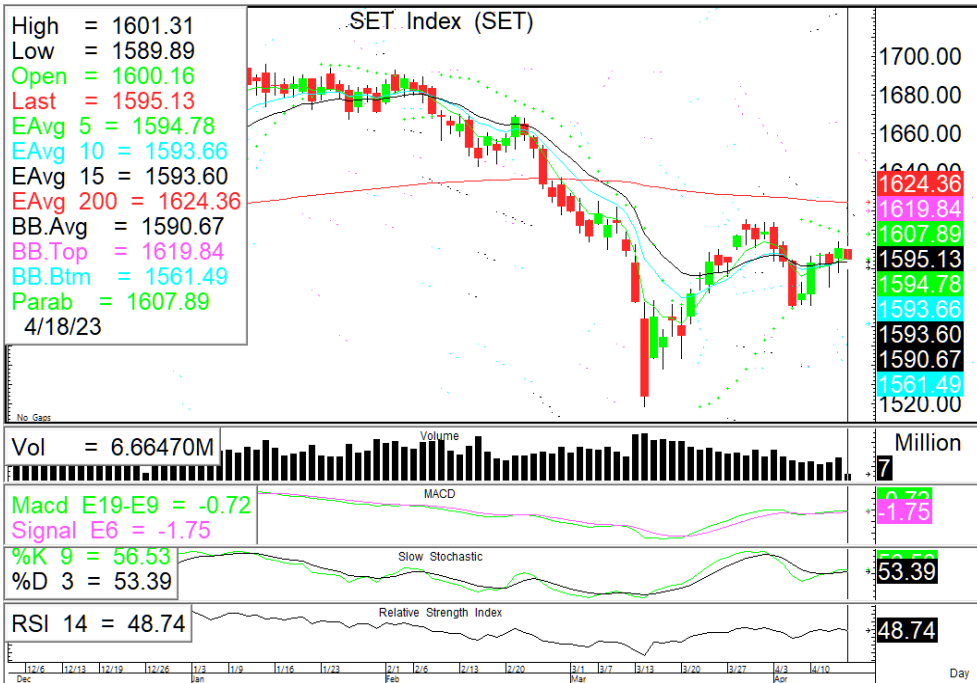 SET Index (SET)
High = 1601.31
Low = 1589.89
Open = 1600.16
Last = 1595.13
EAvg 5 = 1594.78
EAvg 10 = 1593.66
EAvg 15 = 1593.60
EAvg 200 = 1624.36
BB.Avg = 1590.67
BB.Top = 1619.84
BB.Btm = 1561.49
Parab = 1607.89
4/18/23
No Gaps
1700.00
1680.00
1660.00
1640.00
1624.36
1619.84
1607.89
1595.13
1594.78
1593.66
1593.60
1590.67
1561.49
1520.00
Vol = 6.66470M
Volume
Million
7
Macd E19-E9 = -0.72
Signal E6 = -1.75
MACD
-0.72
-1.75
%K 9 = 56.53
%D 3 = 53.39
Slow Stochastic
53.39
RSI 14 = 48.74
Relative Strength Index
48.74
12/6 12/13 12/19 12/26 1/3 1/9 1/16 1/23 2/1 2/6 2/13 2/20 3/1 3/7 3/13 3/20 3/27 4/3 4/10
Dec Jan Feb Mar Apr
Day